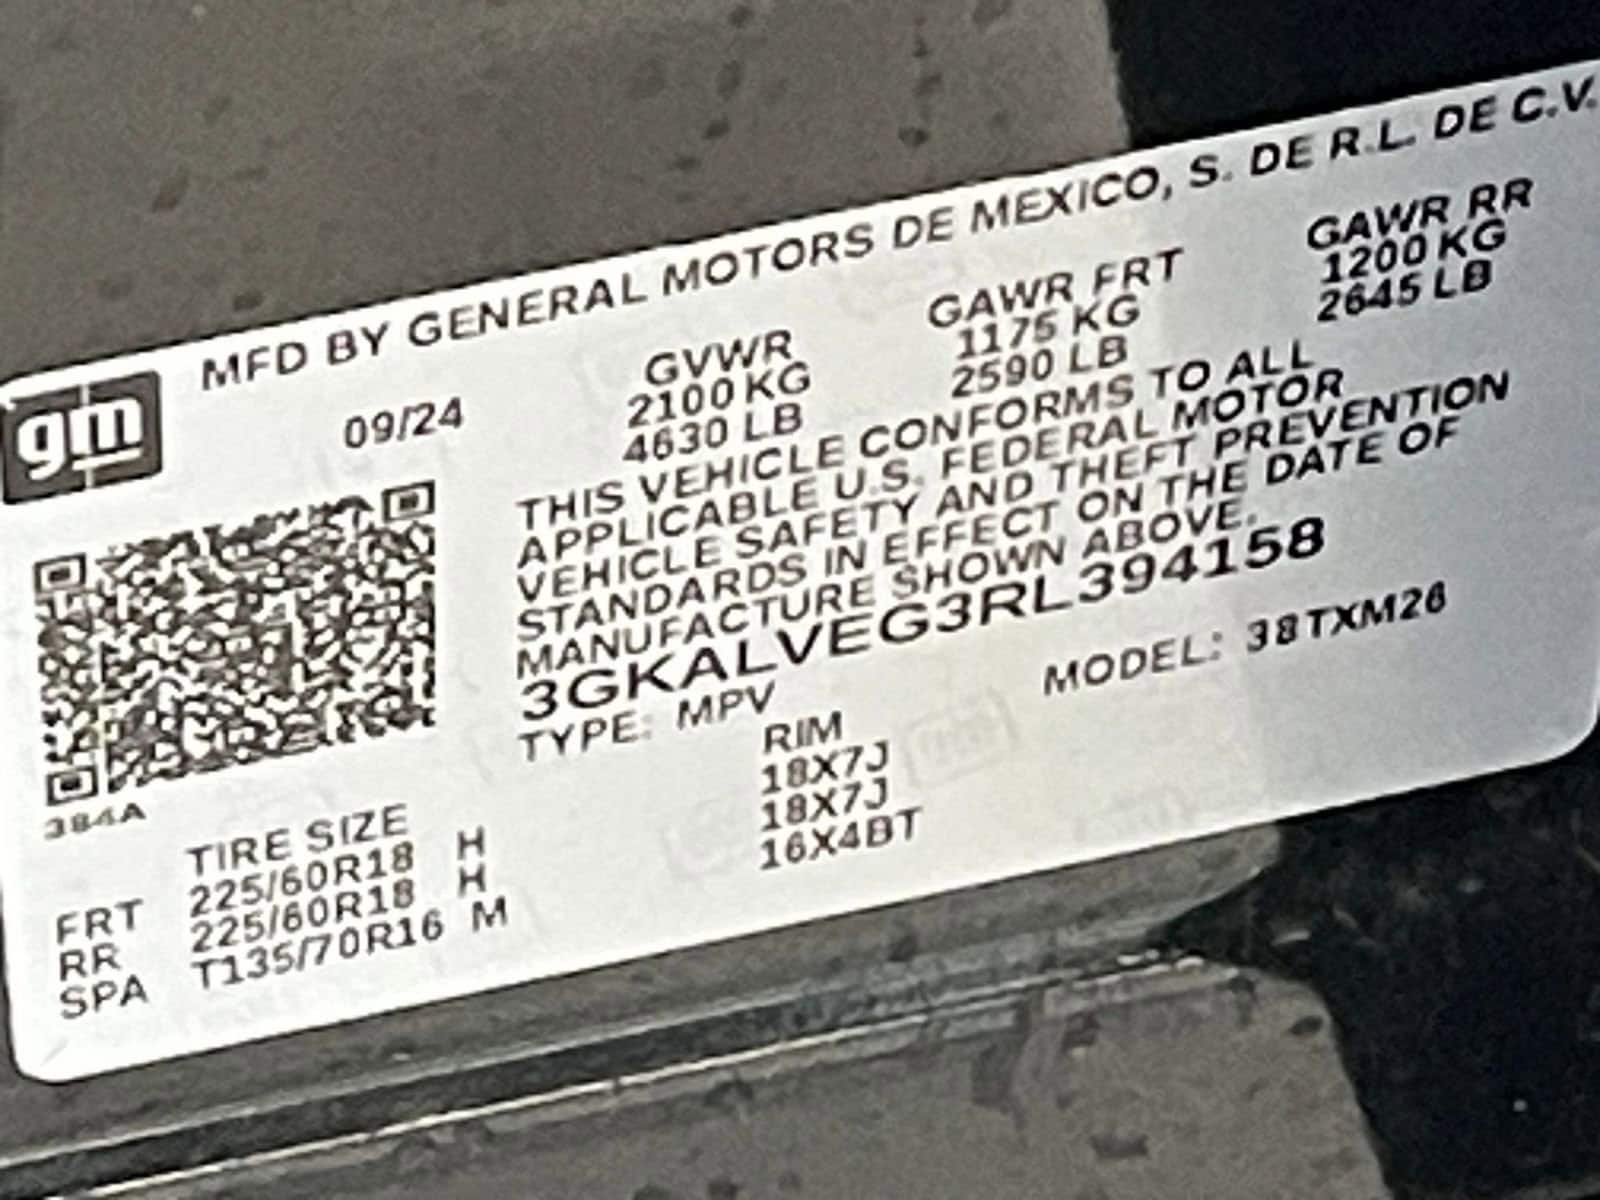 MFD BY GENERAL MOTORS DE MEXICO, S. DE R.L. DE C.V.
gm
09/24
GVWR
2100 KG
4630 LB
GAWR FRT
1175 KG
2590 LB
GAWR RR
1200 KG
2645 LB
THIS VEHICLE CONFORMS TO ALL
APPLICABLE U.S. FEDERAL MOTOR
VEHICLE SAFETY AND THEFT PREVENTION
STANDARDS IN EFFECT ON THE DATE OF
MANUFACTURE SHOWN ABOVE.
3GKALVEG3RL394158
TYPE: MPV
MODEL: 38TXM26
384A
TIRE SIZE
RIM
FRT 225/60R18 H 18X7J
RR 225/60R18 H 18X7J
SPA T135/70R16 M 16X4BT